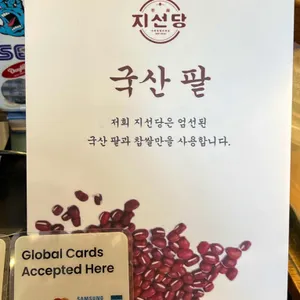 지선당
국산 팥
저희 지선당은 엄선된
국산 팥과 찹쌀만을 사용합니다.
Global Cards
Accepted Here
SAMSUNG